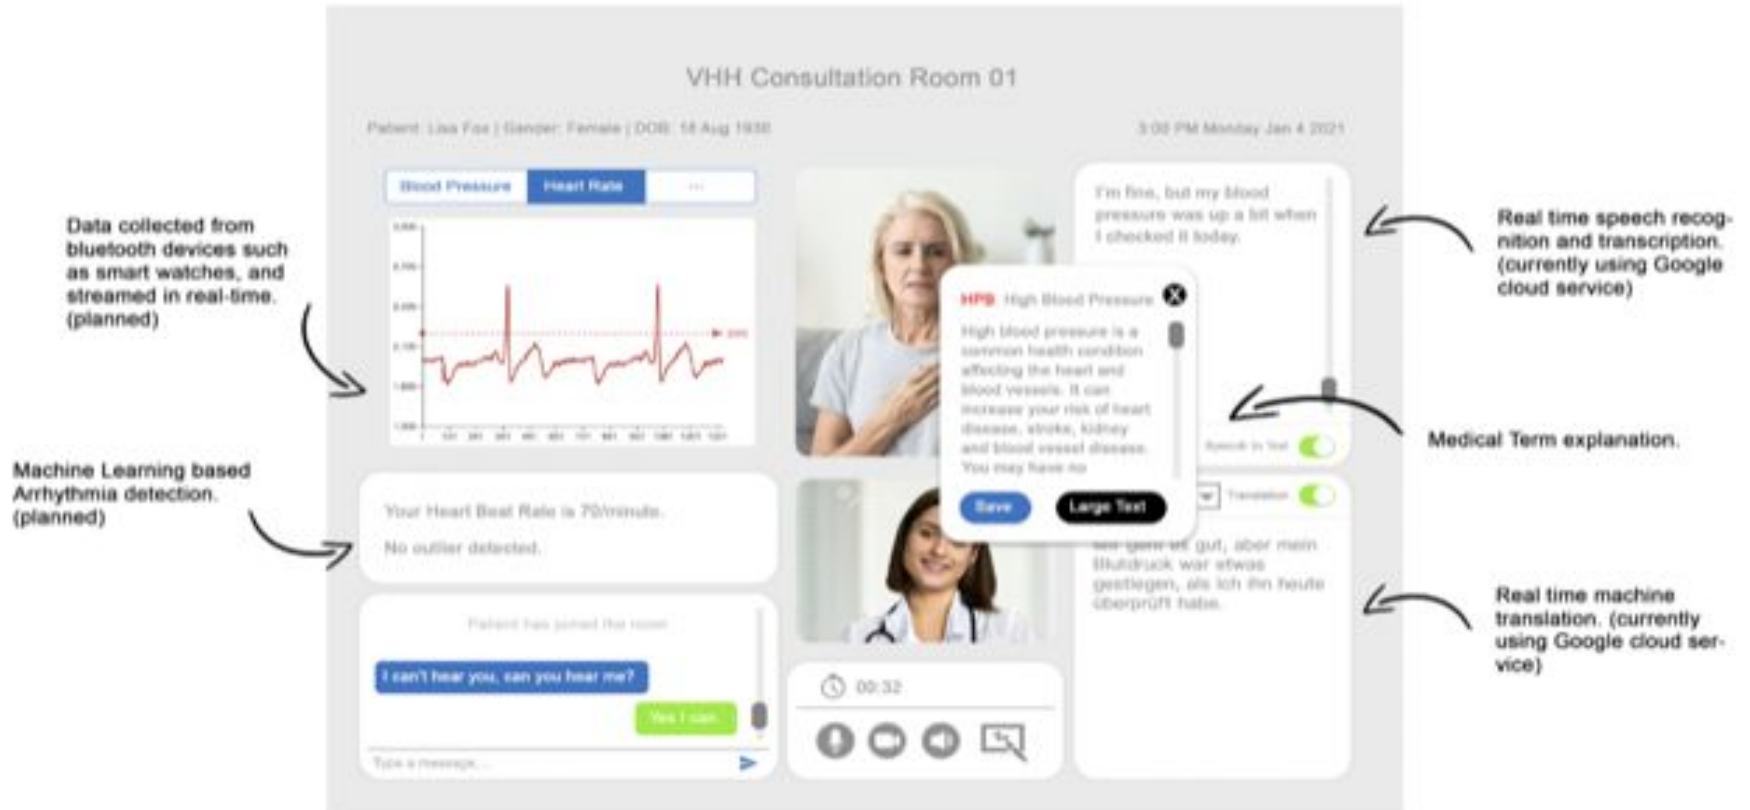 VHH Consultation Room 01
Patient: Lisa Fox | Gender: Female | DOB: 18 Aug 1930
3:00 PM Monday Jan 4 2021
Blood Pressure
Heart Rate
...
Data collected from
bluetooth devices such
as smart watches, and
streamed in real-time.
(planned)
Machine Learning based
Arrhythmia detection.
(planned)
Your Heart Beat Rate is 70/minute.
No outlier detected.
Patient has joined the room
I can't hear you, can you hear me?
Yes I can.
Type a message...
00:32
HPB High Blood Pressure
X
High blood pressure is a
common health condition
affecting the heart and
blood vessels. It can
increase your risk of heart
disease, stroke, kidney
and blood vessel disease.
You may have no
Save
Large Text
I'm fine, but my blood
pressure was up a bit when
I checked it today.
Speech to Text
Translation
Mir geht es gut, aber mein
Blutdruck war etwas
gestiegen, als ich ihn heute
überprüft habe.
Real time speech recog-
nition and transcription.
(currently using Google
cloud service)
Medical Term explanation.
Real time machine
translation. (currently
using Google cloud ser-
vice)